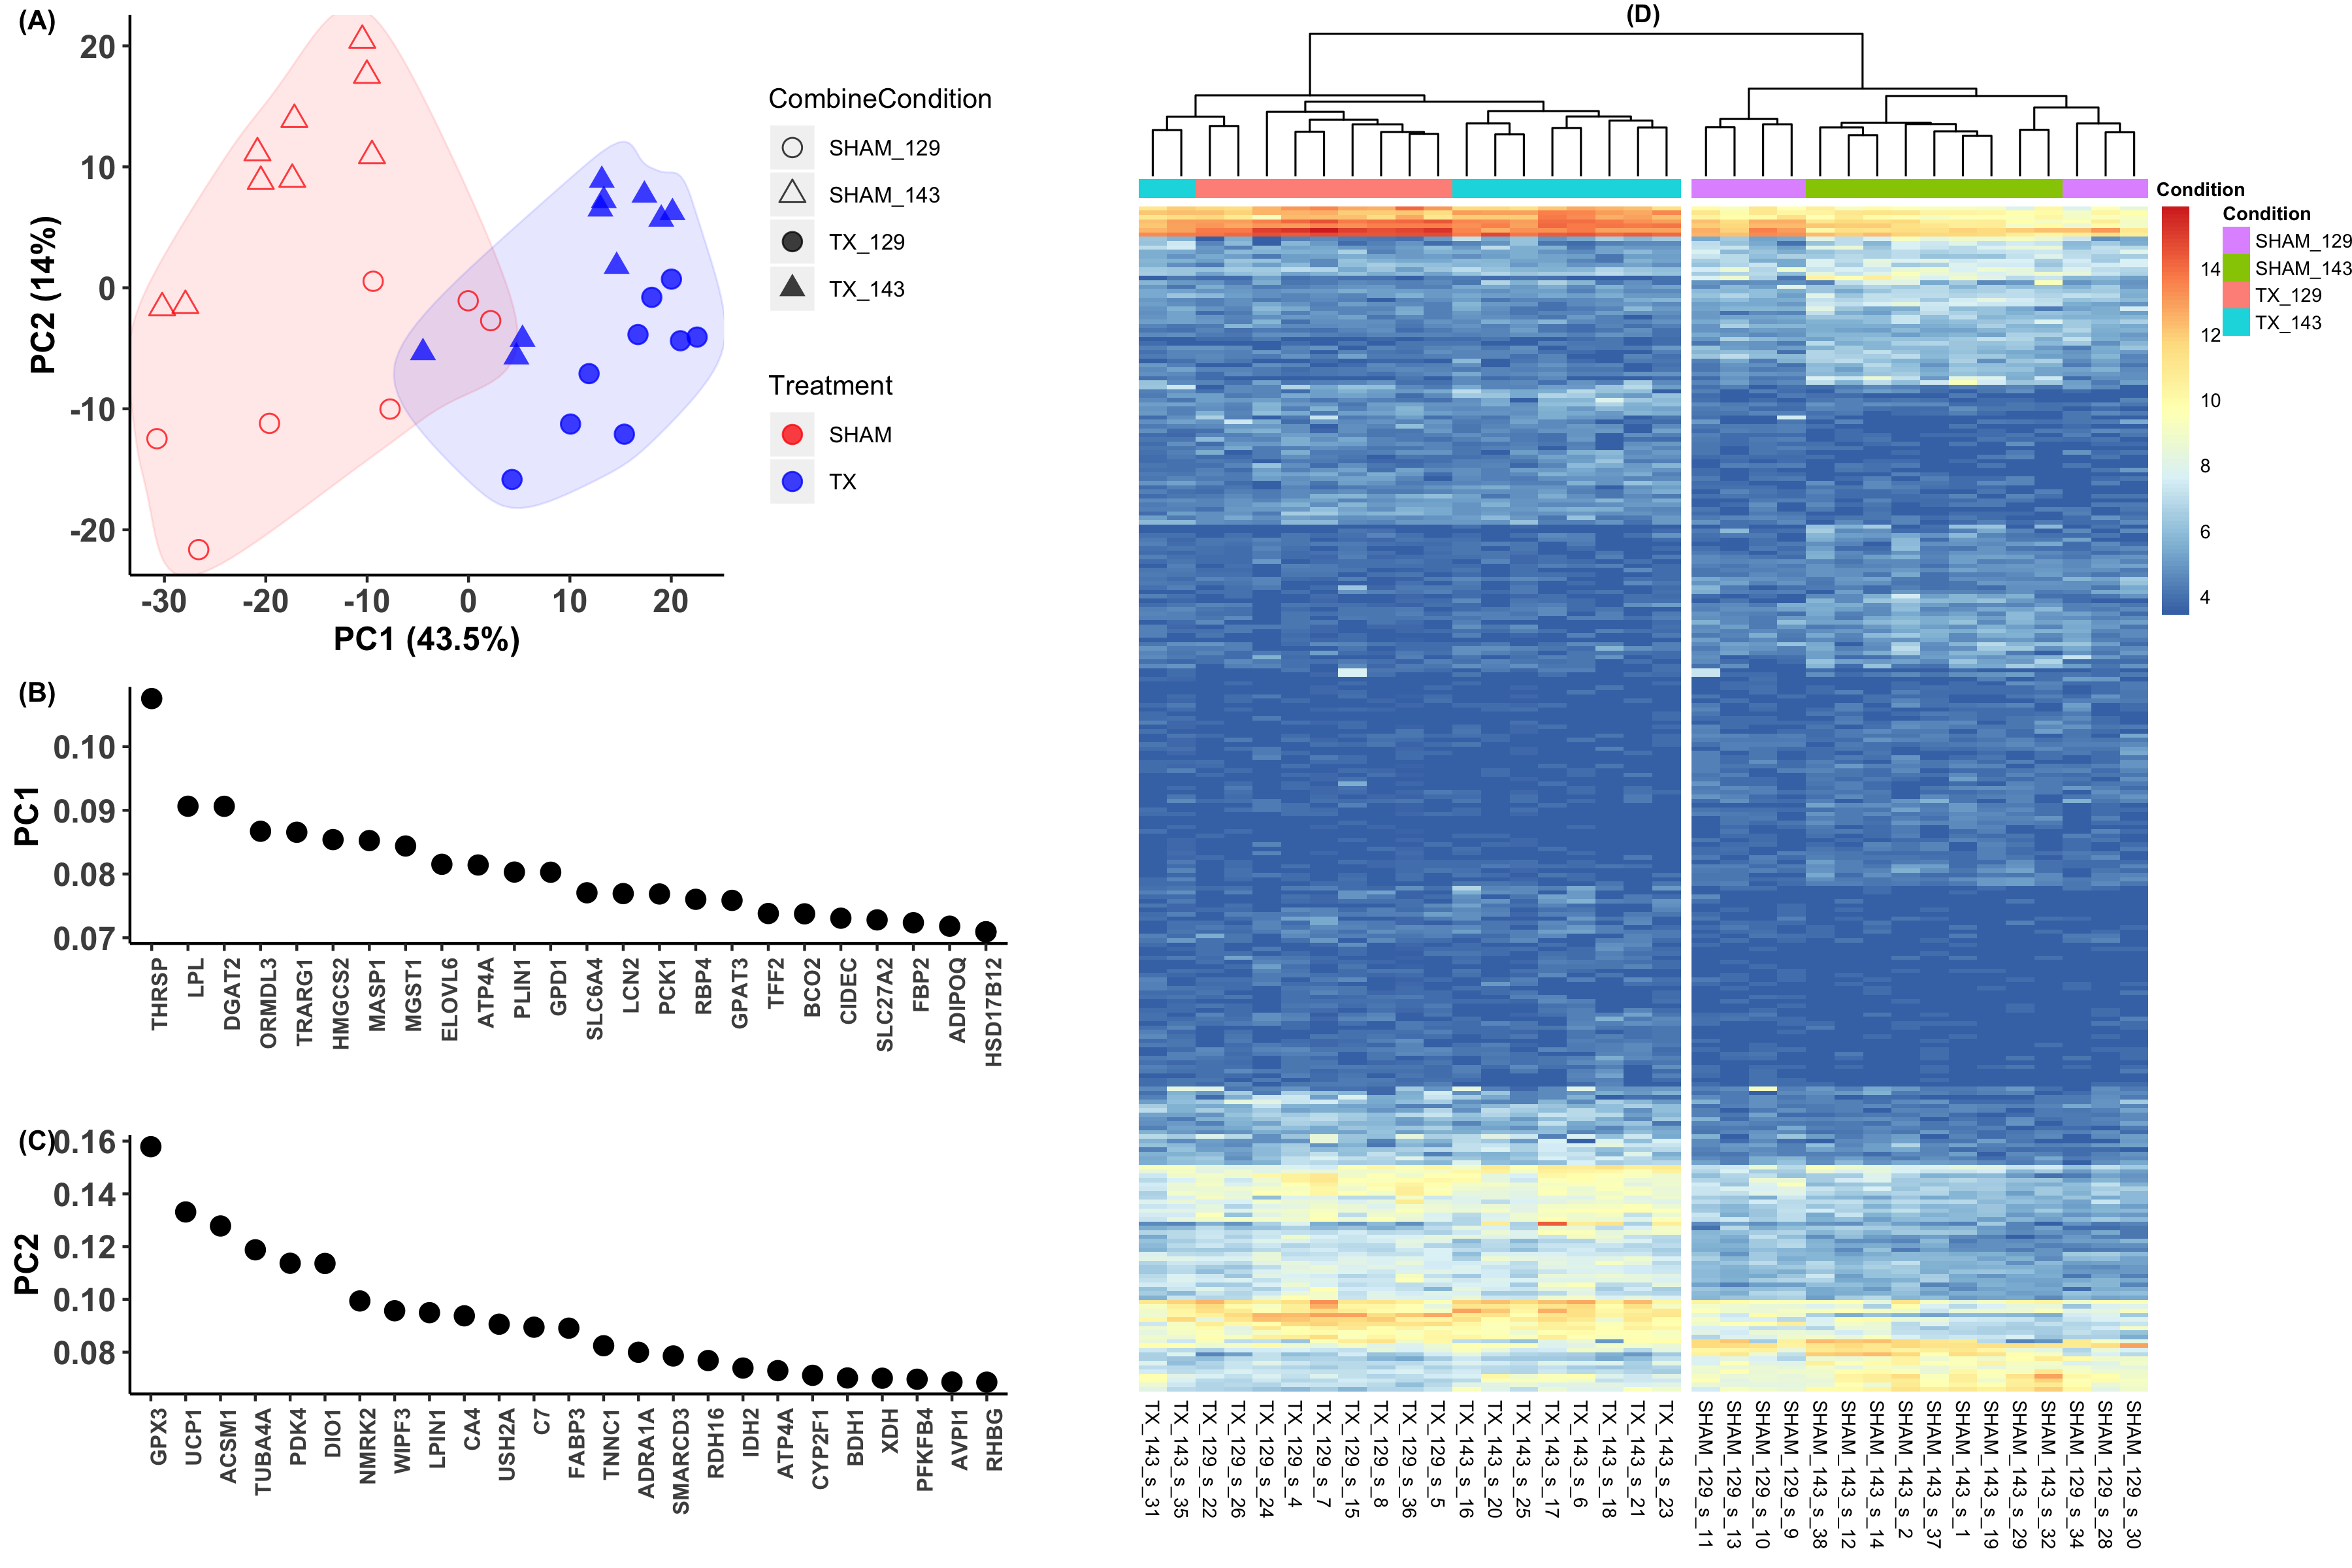 (A)
20
10
0
-10
-20
PC2 (14%)
-30 -20 -10 0 10 20
PC1 (43.5%)
CombineCondition
SHAM_129
SHAM_143
TX_129
TX_143
Treatment
SHAM
TX
(B)
0.10
0.09
0.08
0.07
PC1
THRSP LPL DGAT2 ORMDL3 TRARG1 HMGCS2 MASP1 MGST1 ELOVL6 ATP4A PLIN1 GPD1 SLC6A4 LCN2 PCK1 RBP4 GPAT3 TFF2 BCO2 CIDEC SLC27A2 FBP2 ADIPOQ HSD17B12
(C)
0.16
0.14
0.12
0.10
0.08
PC2
GPX3 UCP1 ACSM1 TUBA4A PDK4 DIO1 NMRK2 WIPF3 LPIN1 CA4 USH2A C7 FABP3 TNNC1 ADRA1A SMARCD3 RDH16 IDH2 ATP4A CYP2F1 BDH1 XDH PFKFB4 AVPI1 RHBG
(D)
Condition
14
12
10
8
6
4
Condition
SHAM_129
SHAM_143
TX_129
TX_143
TX_143_s_31
TX_143_s_35
TX_129_s_22
TX_129_s_26
TX_129_s_24
TX_129_s_4
TX_129_s_7
TX_129_s_15
TX_129_s_8
TX_129_s_36
TX_129_s_5
TX_143_s_16
TX_143_s_20
TX_143_s_25
TX_143_s_17
TX_143_s_6
TX_143_s_18
TX_143_s_21
TX_143_s_23
SHAM_129_s_11
SHAM_129_s_13
SHAM_129_s_10
SHAM_129_s_9
SHAM_143_s_38
SHAM_143_s_12
SHAM_143_s_14
SHAM_143_s_2
SHAM_143_s_37
SHAM_143_s_1
SHAM_143_s_19
SHAM_143_s_29
SHAM_143_s_32
SHAM_129_s_34
SHAM_129_s_28
SHAM_129_s_30